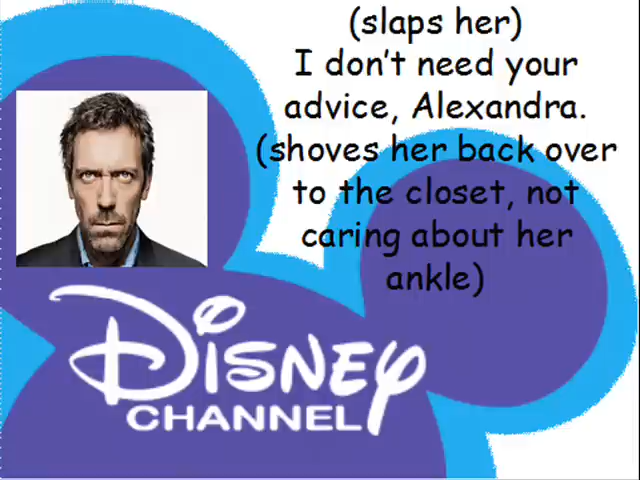 (slaps her)
I don't need your
advice, Alexandra.
(shoves her back over
to the closet, not
caring about her
ankle)
Disney
CHANNEL